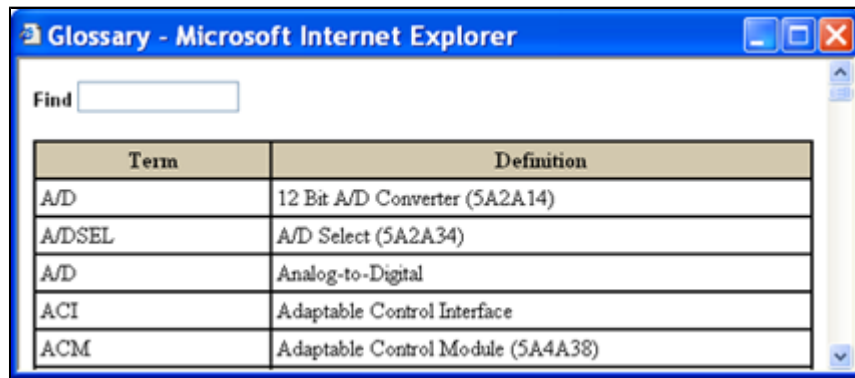 Glossary - Microsoft Internet Explorer
Find
Term Definition
A/D 12 Bit A/D Converter (5A2A14)
A/DSEL A/D Select (5A2A34)
A/D Analog-to-Digital
ACI Adaptable Control Interface
ACM Adaptable Control Module (5A4A38)